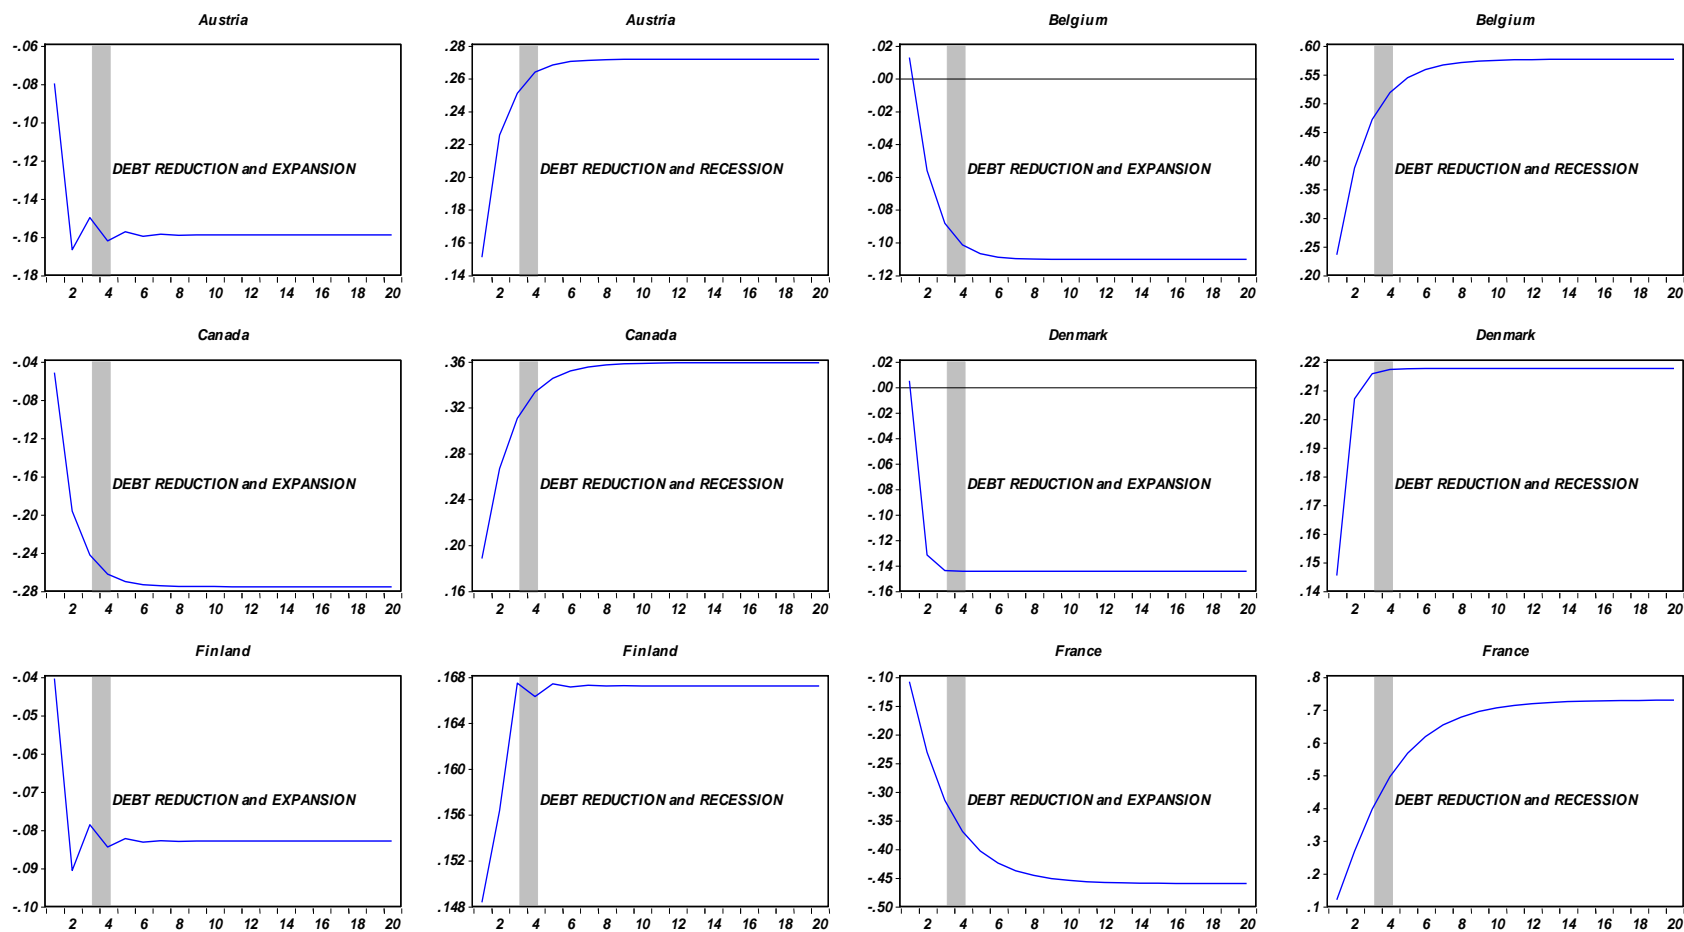 Austria
-.06
-.08
-.10
-.12
-.14
-.16
-.18
2 4 6 8 10 12 14 16 18 20
DEBT REDUCTION and EXPANSION
Austria
.28
.26
.24
.22
.20
.18
.16
.14
2 4 6 8 10 12 14 16 18 20
DEBT REDUCTION and RECESSION
Belgium
.02
.00
-.02
-.04
-.06
-.08
-.10
-.12
2 4 6 8 10 12 14 16 18 20
DEBT REDUCTION and EXPANSION
Belgium
.60
.55
.50
.45
.40
.35
.30
.25
.20
2 4 6 8 10 12 14 16 18 20
DEBT REDUCTION and RECESSION
Canada
-.04
-.08
-.12
-.16
-.20
-.24
-.28
2 4 6 8 10 12 14 16 18 20
DEBT REDUCTION and EXPANSION
Canada
.36
.32
.28
.24
.20
.16
2 4 6 8 10 12 14 16 18 20
DEBT REDUCTION and RECESSION
Denmark
.02
.00
-.02
-.04
-.06
-.08
-.10
-.12
-.14
-.16
2 4 6 8 10 12 14 16 18 20
DEBT REDUCTION and EXPANSION
Denmark
.22
.21
.20
.19
.18
.17
.16
.15
.14
2 4 6 8 10 12 14 16 18 20
DEBT REDUCTION and RECESSION
Finland
-.04
-.05
-.06
-.07
-.08
-.09
-.10
2 4 6 8 10 12 14 16 18 20
DEBT REDUCTION and EXPANSION
Finland
.168
.164
.160
.156
.152
.148
2 4 6 8 10 12 14 16 18 20
DEBT REDUCTION and RECESSION
France
-.10
-.15
-.20
-.25
-.30
-.35
-.40
-.45
-.50
2 4 6 8 10 12 14 16 18 20
DEBT REDUCTION and EXPANSION
France
.8
.7
.6
.5
.4
.3
.2
.1
2 4 6 8 10 12 14 16 18 20
DEBT REDUCTION and RECESSION